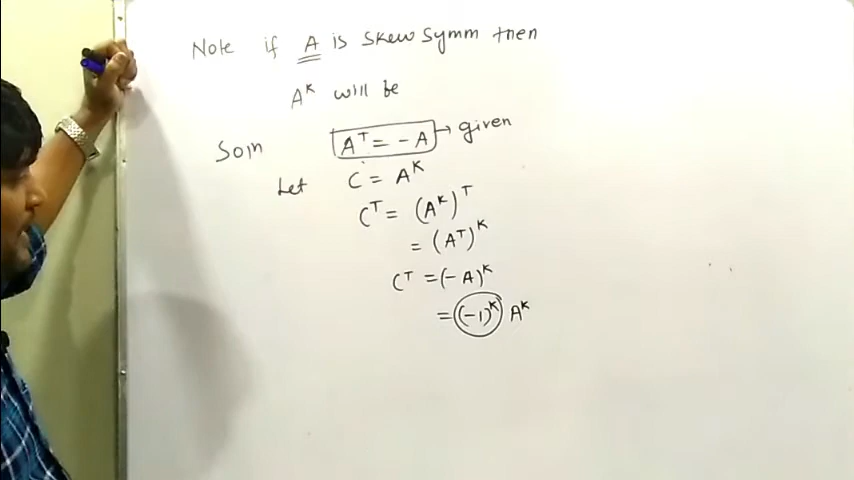 Note if A is skew symm then
A^K will be
Soln A^T = -A → given
Let C = A^K
C^T = (A^K)^T
= (A^T)^K
C^T = (-A)^K
= (-1)^K A^K